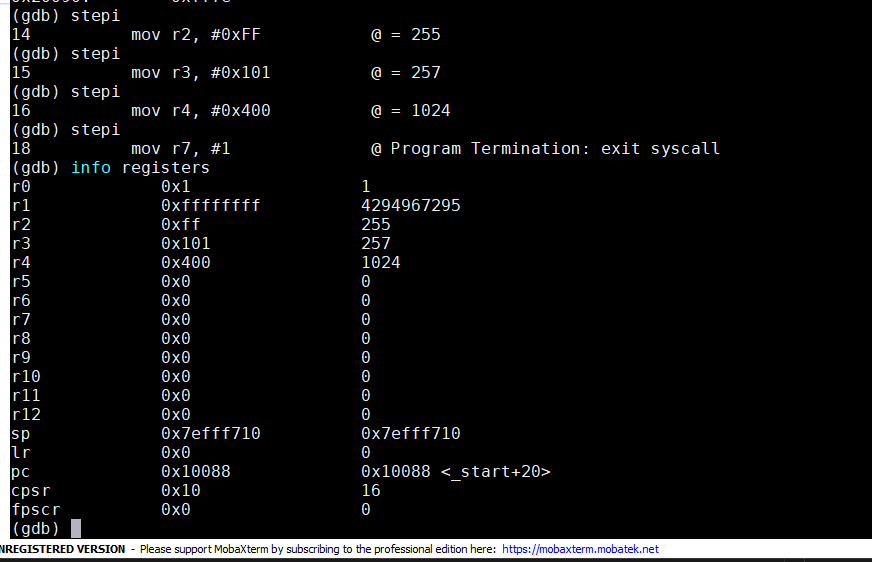 (gdb) stepi
14 mov r2, #0xFF @ = 255
(gdb) stepi
15 mov r3, #0x101 @ = 257
(gdb) stepi
16 mov r4, #0x400 @ = 1024
(gdb) stepi
18 mov r7, #1 @ Program Termination: exit syscall
(gdb) info registers
r0 0x1 1
r1 0xffffffff 4294967295
r2 0xff 255
r3 0x101 257
r4 0x400 1024
r5 0x0 0
r6 0x0 0
r7 0x0 0
r8 0x0 0
r9 0x0 0
r10 0x0 0
r11 0x0 0
r12 0x0 0
sp 0x7efff710 0x7efff710
lr 0x0 0
pc 0x10088 0x10088 <_start+20>
cpsr 0x10 16
fpscr 0x0 0
(gdb)
NREGISTERED VERSION - Please support MobaXterm by subscribing to the professional edition here: https://mobaxterm.mobatek.net